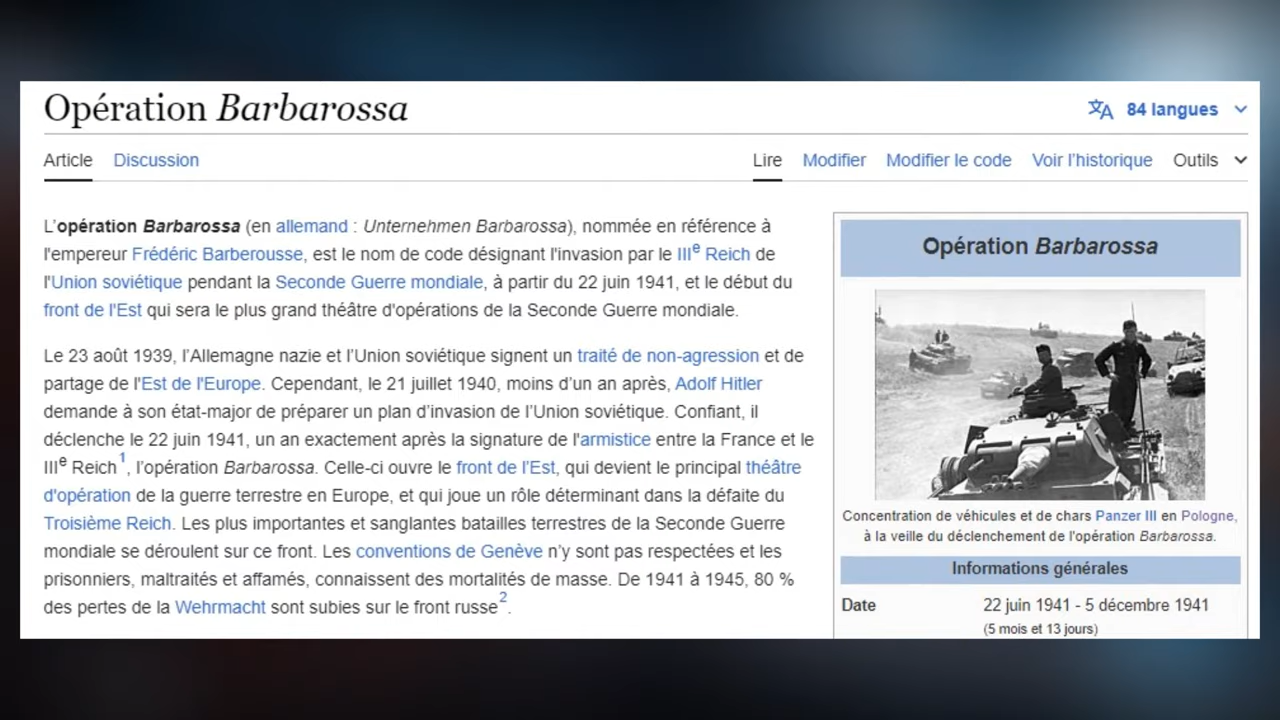 Opération Barbarossa
84 langues
Article Discussion Lire Modifier Modifier le code Voir l'historique Outils
L'opération Barbarossa (en allemand : Unternehmen Barbarossa), nommée en référence à
l'empereur Frédéric Barberousse, est le nom de code désignant l'invasion par le IIIe Reich de
l'Union soviétique pendant la Seconde Guerre mondiale, à partir du 22 juin 1941, et le début du
front de l'Est qui sera le plus grand théâtre d'opérations de la Seconde Guerre mondiale.
Le 23 août 1939, l'Allemagne nazie et l'Union soviétique signent un traité de non-agression et de
partage de l'Est de l'Europe. Cependant, le 21 juillet 1940, moins d'un an après, Adolf Hitler
demande à son état-major de préparer un plan d'invasion de l'Union soviétique. Confiant, il
déclenche le 22 juin 1941, un an exactement après la signature de l'armistice entre la France et le
IIIe Reich1, l'opération Barbarossa. Celle-ci ouvre le front de l'Est, qui devient le principal théâtre
d'opération de la guerre terrestre en Europe, et qui joue un rôle déterminant dans la défaite du
Troisième Reich. Les plus importantes et sanglantes batailles terrestres de la Seconde Guerre
mondiale se déroulent sur ce front. Les conventions de Genève n'y sont pas respectées et les
prisonniers, maltraités et affamés, connaissent des mortalités de masse. De 1941 à 1945, 80 %
des pertes de la Wehrmacht sont subies sur le front russe2.
Opération Barbarossa
Concentration de véhicules et de chars Panzer III en Pologne,
à la veille du déclenchement de l'opération Barbarossa.
Informations générales
Date 22 juin 1941 - 5 décembre 1941
(5 mois et 13 jours)